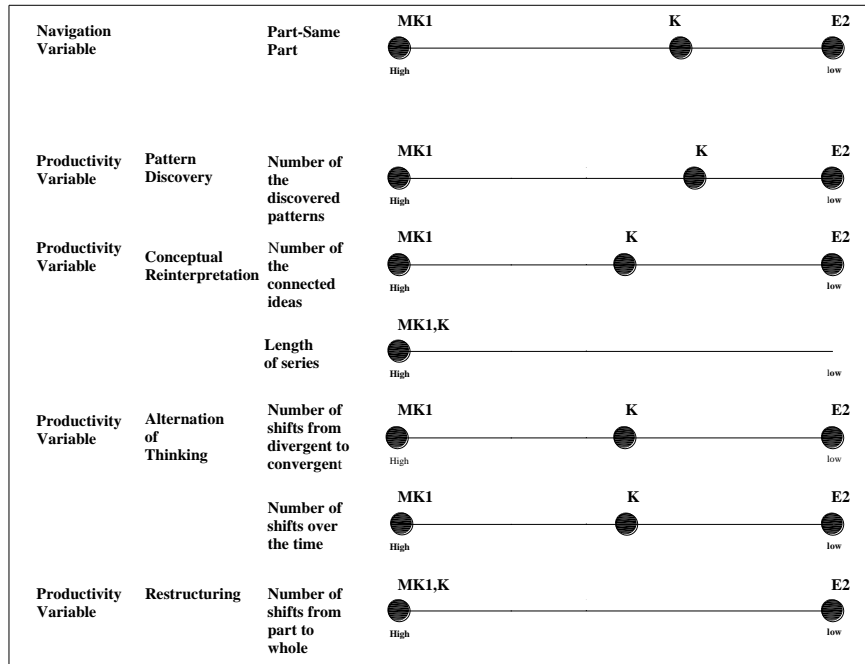 MK1 K E2
Navigation Part-Same
Variable Part
High low
MK1 K E2
Productivity Pattern Number of
Variable Discovery the
discovered
patterns
High low
MK1 K E2
Productivity Conceptual Number of
Variable Reinterpretation the
connected
ideas
High low
MK1,K
Length
of series
High low
MK1 K E2
Productivity Alternation Number of
Variable of shifts from
Thinking divergent to
convergent
High low
MK1 K E2
Number of
shifts over
the time
High low
MK1,K E2
Productivity Restructuring Number of
Variable shifts from
part to
whole
High low